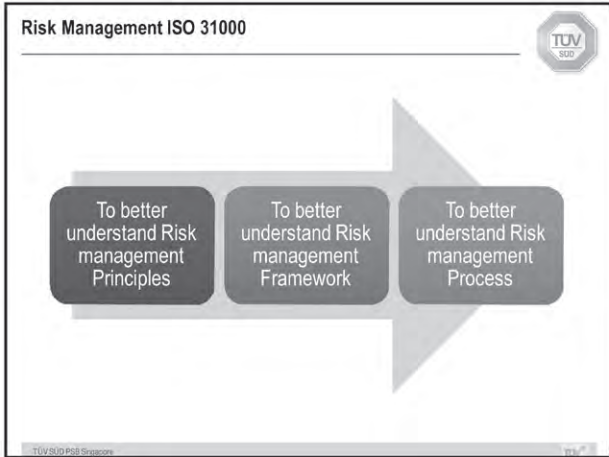 Risk Management ISO 31000
TÜV
SÜD
To better
understand Risk
management
Principles
To better
understand Risk
management
Framework
To better
understand Risk
management
Process
TÜV SÜD PSB Singapore